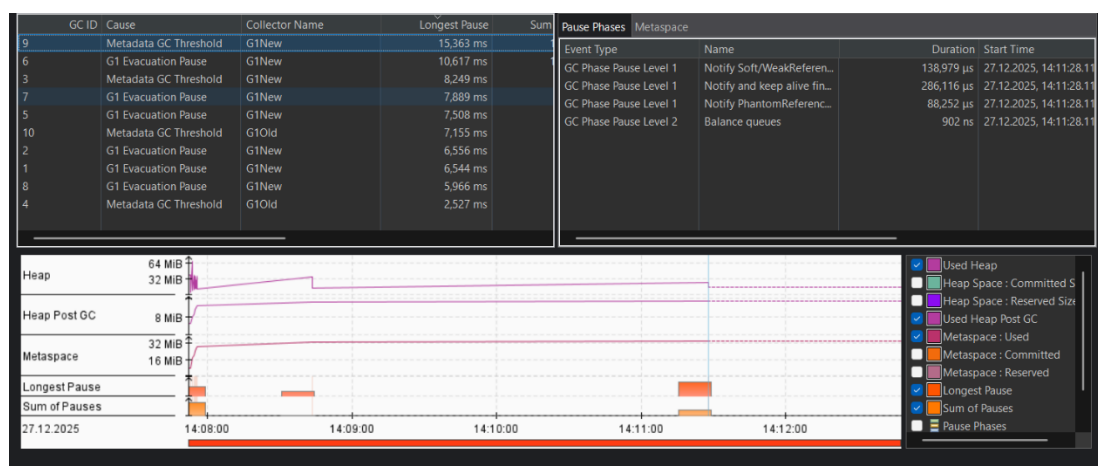 GC ID Cause Collector Name Longest Pause Sum
9 Metadata GC Threshold G1New 15,363 ms 1
6 G1 Evacuation Pause G1New 10,617 ms 1
3 Metadata GC Threshold G1New 8,249 ms
7 G1 Evacuation Pause G1New 7,889 ms
5 G1 Evacuation Pause G1New 7,508 ms
10 Metadata GC Threshold G1Old 7,155 ms
2 G1 Evacuation Pause G1New 6,556 ms
1 G1 Evacuation Pause G1New 6,544 ms
8 G1 Evacuation Pause G1New 5,966 ms
4 Metadata GC Threshold G1Old 2,527 ms
Pause Phases Metaspace
Event Type Name Duration Start Time
GC Phase Pause Level 1 Notify Soft/WeakReferen... 138,979 µs 27.12.2025, 14:11:28.11
GC Phase Pause Level 1 Notify and keep alive fin... 286,116 µs 27.12.2025, 14:11:28.11
GC Phase Pause Level 1 Notify PhantomReferenc... 88,252 µs 27.12.2025, 14:11:28.11
GC Phase Pause Level 2 Balance queues 902 ns 27.12.2025, 14:11:28.11
64 MiB
Heap 32 MiB
Heap Post GC 8 MiB
32 MiB
Metaspace 16 MiB
Longest Pause
Sum of Pauses
27.12.2025 14:08:00 14:09:00 14:10:00 14:11:00 14:12:00
Used Heap
Heap Space : Committed S
Heap Space : Reserved Size
Used Heap Post GC
Metaspace : Used
Metaspace : Committed
Metaspace : Reserved
Longest Pause
Sum of Pauses
Pause Phases